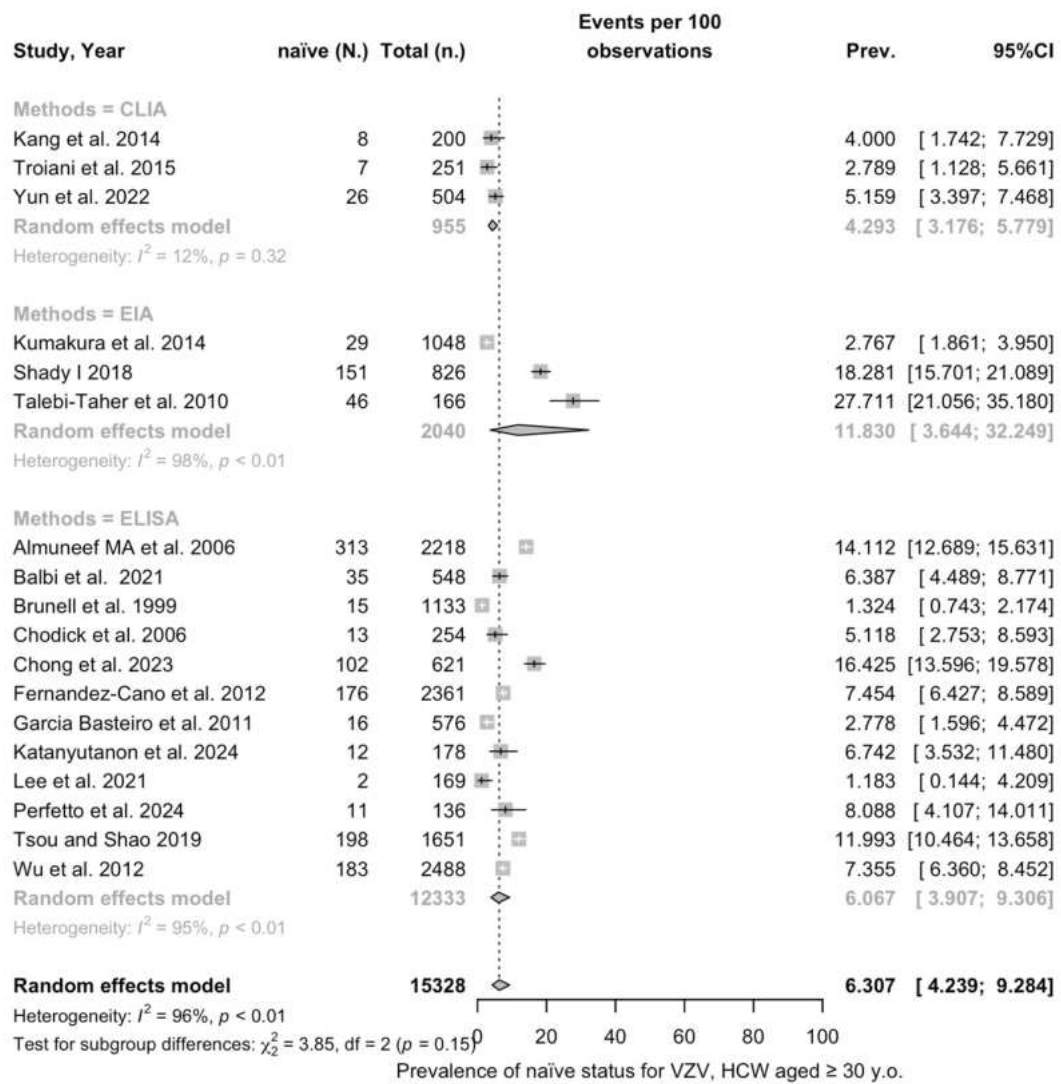 Events per 100
Study, Year naïve (N.) Total (n.) observations Prev. 95%CI
Methods = CLIA
Kang et al. 2014 8 200 4.000 [ 1.742; 7.729]
Troiani et al. 2015 7 251 2.789 [ 1.128; 5.661]
Yun et al. 2022 26 504 5.159 [ 3.397; 7.468]
Random effects model 955 4.293 [ 3.176; 5.779]
Heterogeneity: I² = 12%, p = 0.32
Methods = EIA
Kumakura et al. 2014 29 1048 2.767 [ 1.861; 3.950]
Shady I 2018 151 826 18.281 [15.701; 21.089]
Talebi-Taher et al. 2010 46 166 27.711 [21.056; 35.180]
Random effects model 2040 11.830 [ 3.644; 32.249]
Heterogeneity: I² = 98%, p < 0.01
Methods = ELISA
Almuneef MA et al. 2006 313 2218 14.112 [12.689; 15.631]
Balbi et al. 2021 35 548 6.387 [ 4.489; 8.771]
Brunell et al. 1999 15 1133 1.324 [ 0.743; 2.174]
Chodick et al. 2006 13 254 5.118 [ 2.753; 8.593]
Chong et al. 2023 102 621 16.425 [13.596; 19.578]
Fernandez-Cano et al. 2012 176 2361 7.454 [ 6.427; 8.589]
Garcia Basteiro et al. 2011 16 576 2.778 [ 1.596; 4.472]
Katanyutanon et al. 2024 12 178 6.742 [ 3.532; 11.480]
Lee et al. 2021 2 169 1.183 [ 0.144; 4.209]
Perfetto et al. 2024 11 136 8.088 [ 4.107; 14.011]
Tsou and Shao 2019 198 1651 11.993 [10.464; 13.658]
Wu et al. 2012 183 2488 7.355 [ 6.360; 8.452]
Random effects model 12333 6.067 [ 3.907; 9.306]
Heterogeneity: I² = 95%, p < 0.01
Random effects model 15328 6.307 [ 4.239; 9.284]
Heterogeneity: I² = 96%, p < 0.01
Test for subgroup differences: χ²₂ = 3.85, df = 2 (p = 0.15)
0 20 40 60 80 100
Prevalence of naïve status for VZV, HCW aged ≥ 30 y.o.